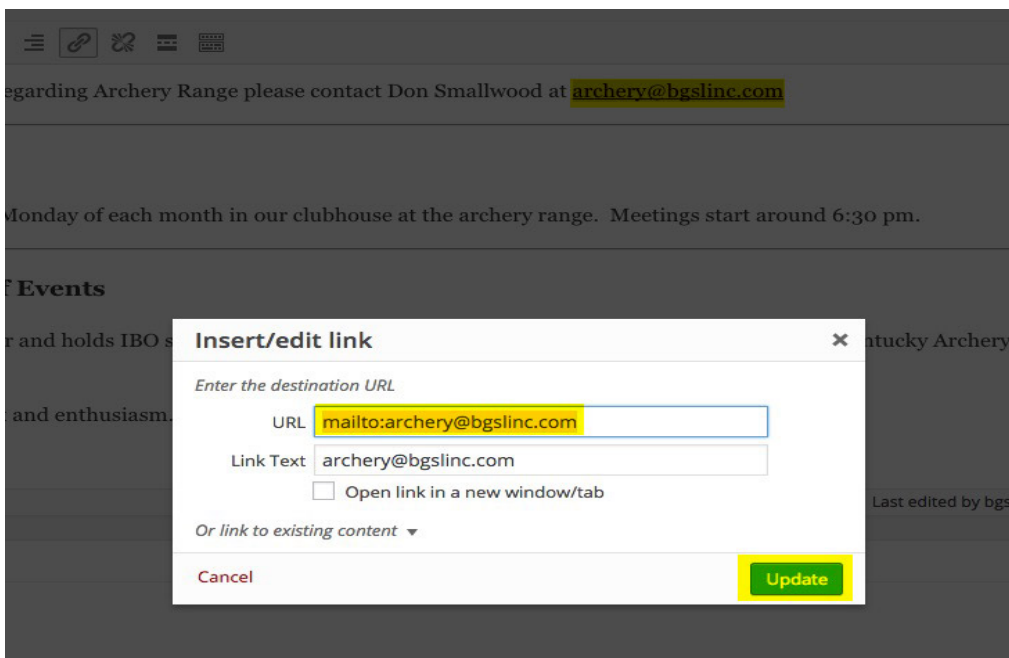 egarding Archery Range please contact Don Smallwood at archery@bgslinc.com
Monday of each month in our clubhouse at the archery range. Meetings start around 6:30 pm.
f Events
r and holds IBO s
ntucky Archery
Insert/edit link
Enter the destination URL
and enthusiasm.
URL mailto:archery@bgslinc.com
Link Text archery@bgslinc.com
Open link in a new window/tab
Last edited by bgs
Or link to existing content
Cancel
Update